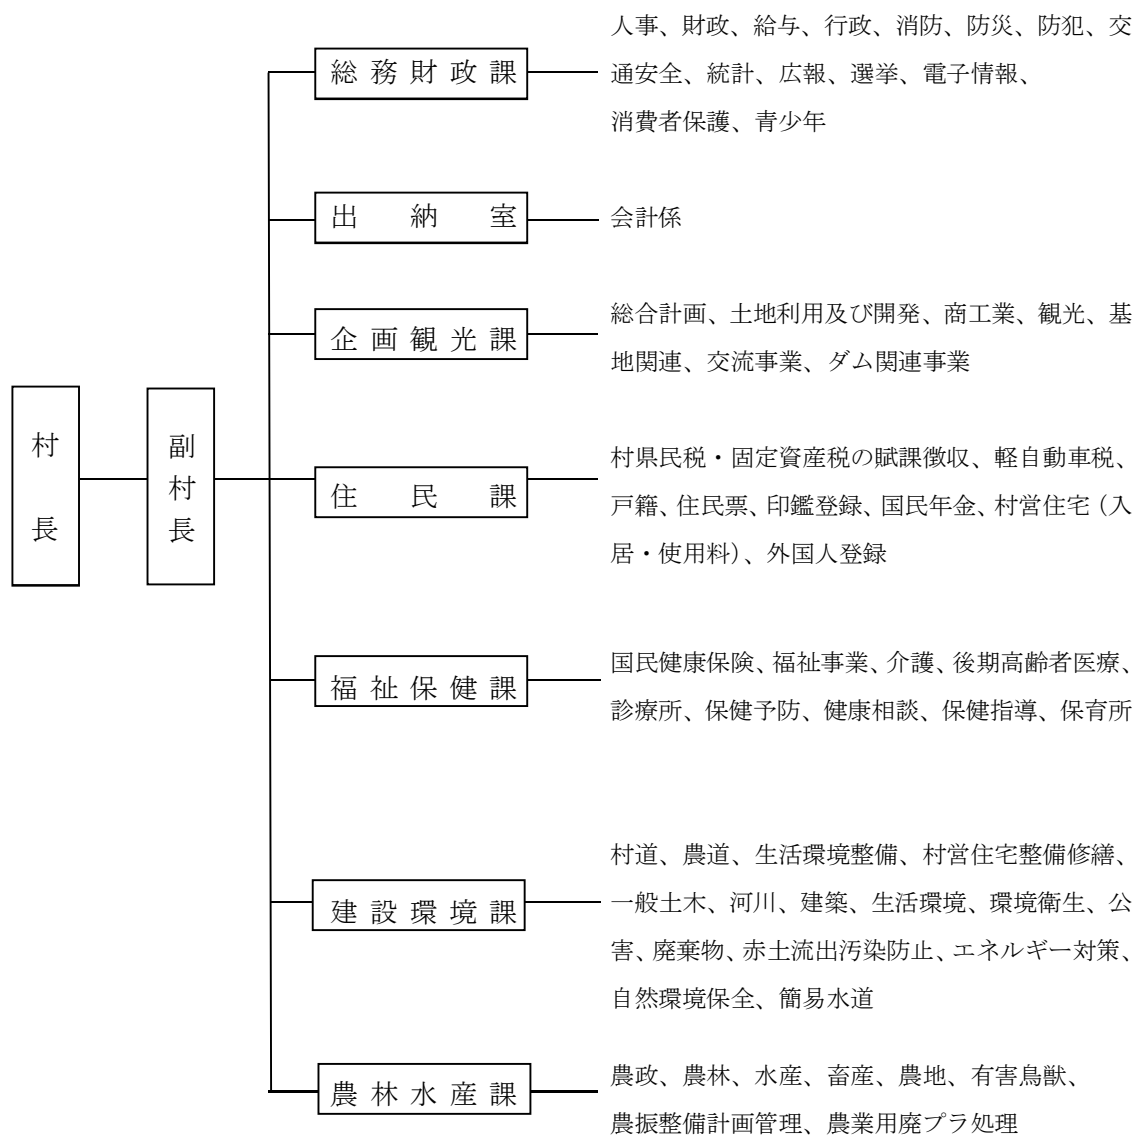 村長
副村長
総務財政課
人事、財政、給与、行政、消防、防災、防犯、交
通安全、統計、広報、選挙、電子情報、
消費者保護、青少年
出納室
会計係
企画観光課
総合計画、土地利用及び開発、商工業、観光、基
地関連、交流事業、ダム関連事業
住民課
村県民税・固定資産税の賦課徴収、軽自動車税、
戸籍、住民票、印鑑登録、国民年金、村営住宅（入
居・使用料）、外国人登録
福祉保健課
国民健康保険、福祉事業、介護、後期高齢者医療、
診療所、保健予防、健康相談、保健指導、保育所
建設環境課
村道、農道、生活環境整備、村営住宅整備修繕、
一般土木、河川、建築、生活環境、環境衛生、公
害、廃棄物、赤土流出汚染防止、エネルギー対策、
自然環境保全、簡易水道
農林水産課
農政、農林、水産、畜産、農地、有害鳥獣、
農振整備計画管理、農業用廃プラ処理